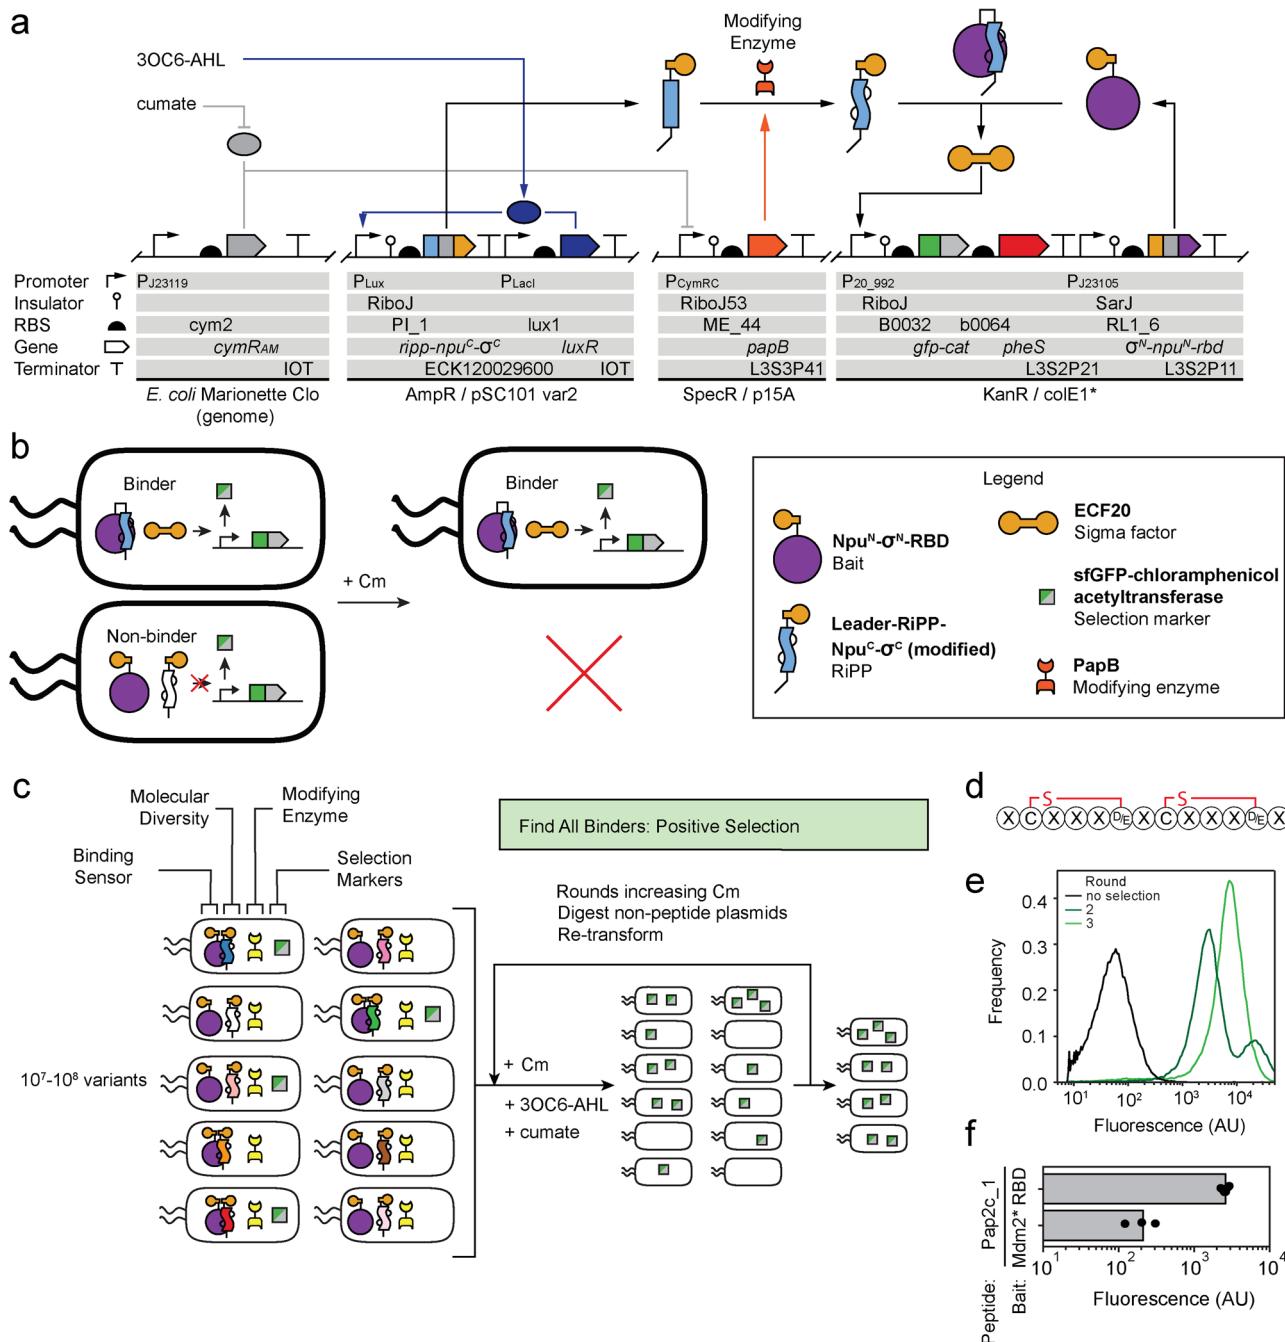 a
3OC6-AHL
cumate
Modifying
Enzyme
Promoter
PJ23119
PLux
PLacI
PCymRC
P20_992
PJ23105
Insulator
RiboJ
RiboJ53
RiboJ
SarJ
RBS
cym2
PI_1
lux1
ME_44
B0032
b0064
RL1_6
Gene
cymRAM
ripp-npuC-σC
luxR
papB
gfp-cat
pheS
σN-npuN-rbd
Terminator
IOT
ECK120029600
IOT
L3S3P41
L3S2P21
L3S2P11
E. coli Marionette Clo
(genome)
AmpR / pSC101 var2
SpecR / p15A
KanR / colE1*
b
Binder
Non-binder
+ Cm
Binder
Legend
NpuN-σN-RBD
Bait
Leader-RiPP-
NpuC-σC (modified)
RiPP
ECF20
Sigma factor
sfGFP-chloramphenicol
acetyltransferase
Selection marker
PapB
Modifying enzyme
c
Molecular
Diversity
Modifying
Enzyme
Binding
Sensor
Selection
Markers
10⁷-10⁸ variants
Find All Binders: Positive Selection
Rounds increasing Cm
Digest non-peptide plasmids
Re-transform
+ Cm
+ 3OC6-AHL
+ cumate
d
S S
X C X X X D/E X C X X X D/E X
e
Round
no selection
2
3
Frequency
0.4
0.3
0.2
0.1
0.0
10¹ 10² 10³ 10⁴
Fluorescence (AU)
f
Peptide:
Pap2c_1
Bait:
Mdm2* RBD
10¹ 10² 10³ 10⁴
Fluorescence (AU)